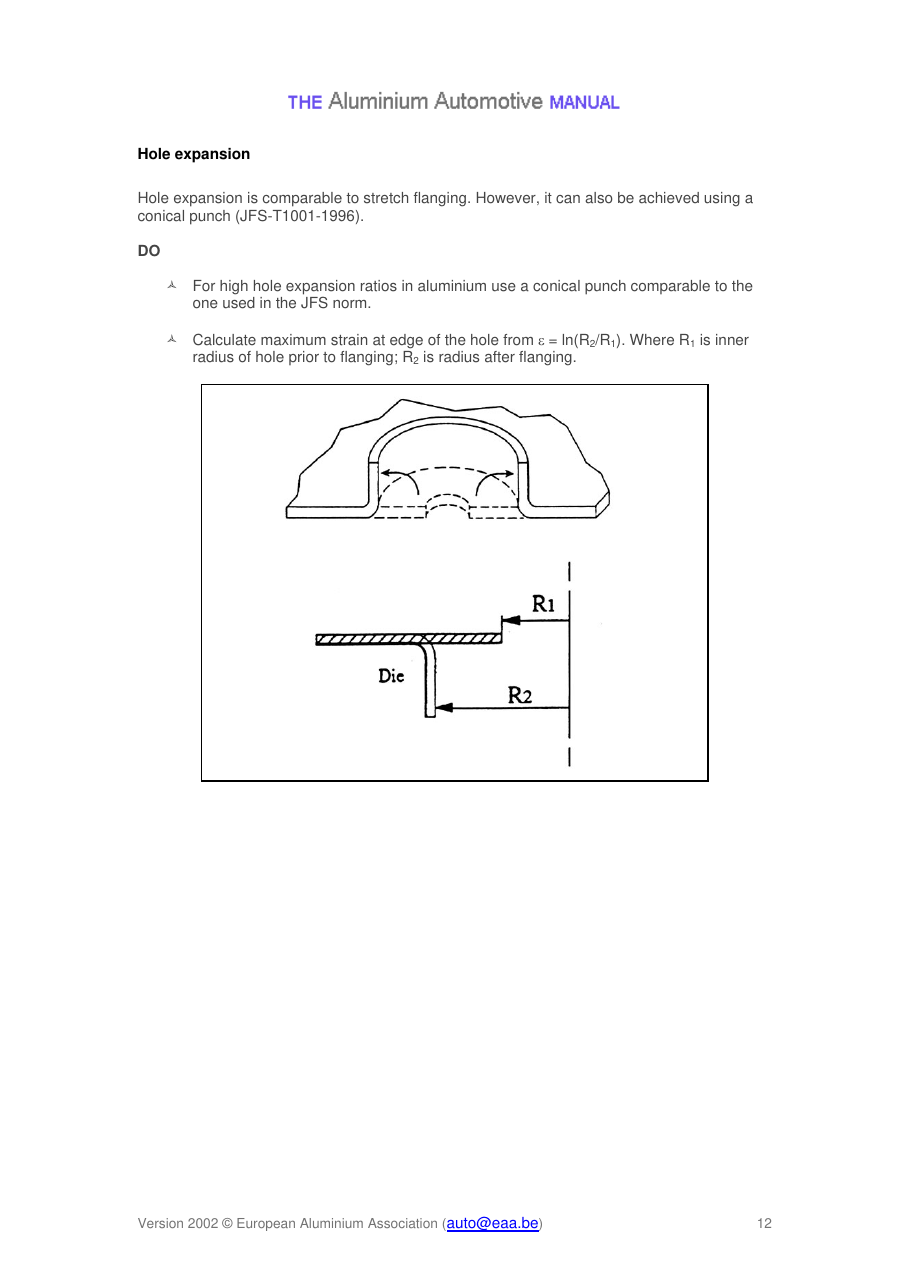 THE Aluminium Automotive MANUAL
Hole expansion
Hole expansion is comparable to stretch flanging. However, it can also be achieved using a
conical punch (JFS-T1001-1996).
DO
For high hole expansion ratios in aluminium use a conical punch comparable to the
one used in the JFS norm.
Calculate maximum strain at edge of the hole from ε = ln(R2/R1). Where R1 is inner
radius of hole prior to flanging; R2 is radius after flanging.
R1
Die
R2
Version 2002 © European Aluminium Association (auto@eaa.be) 12